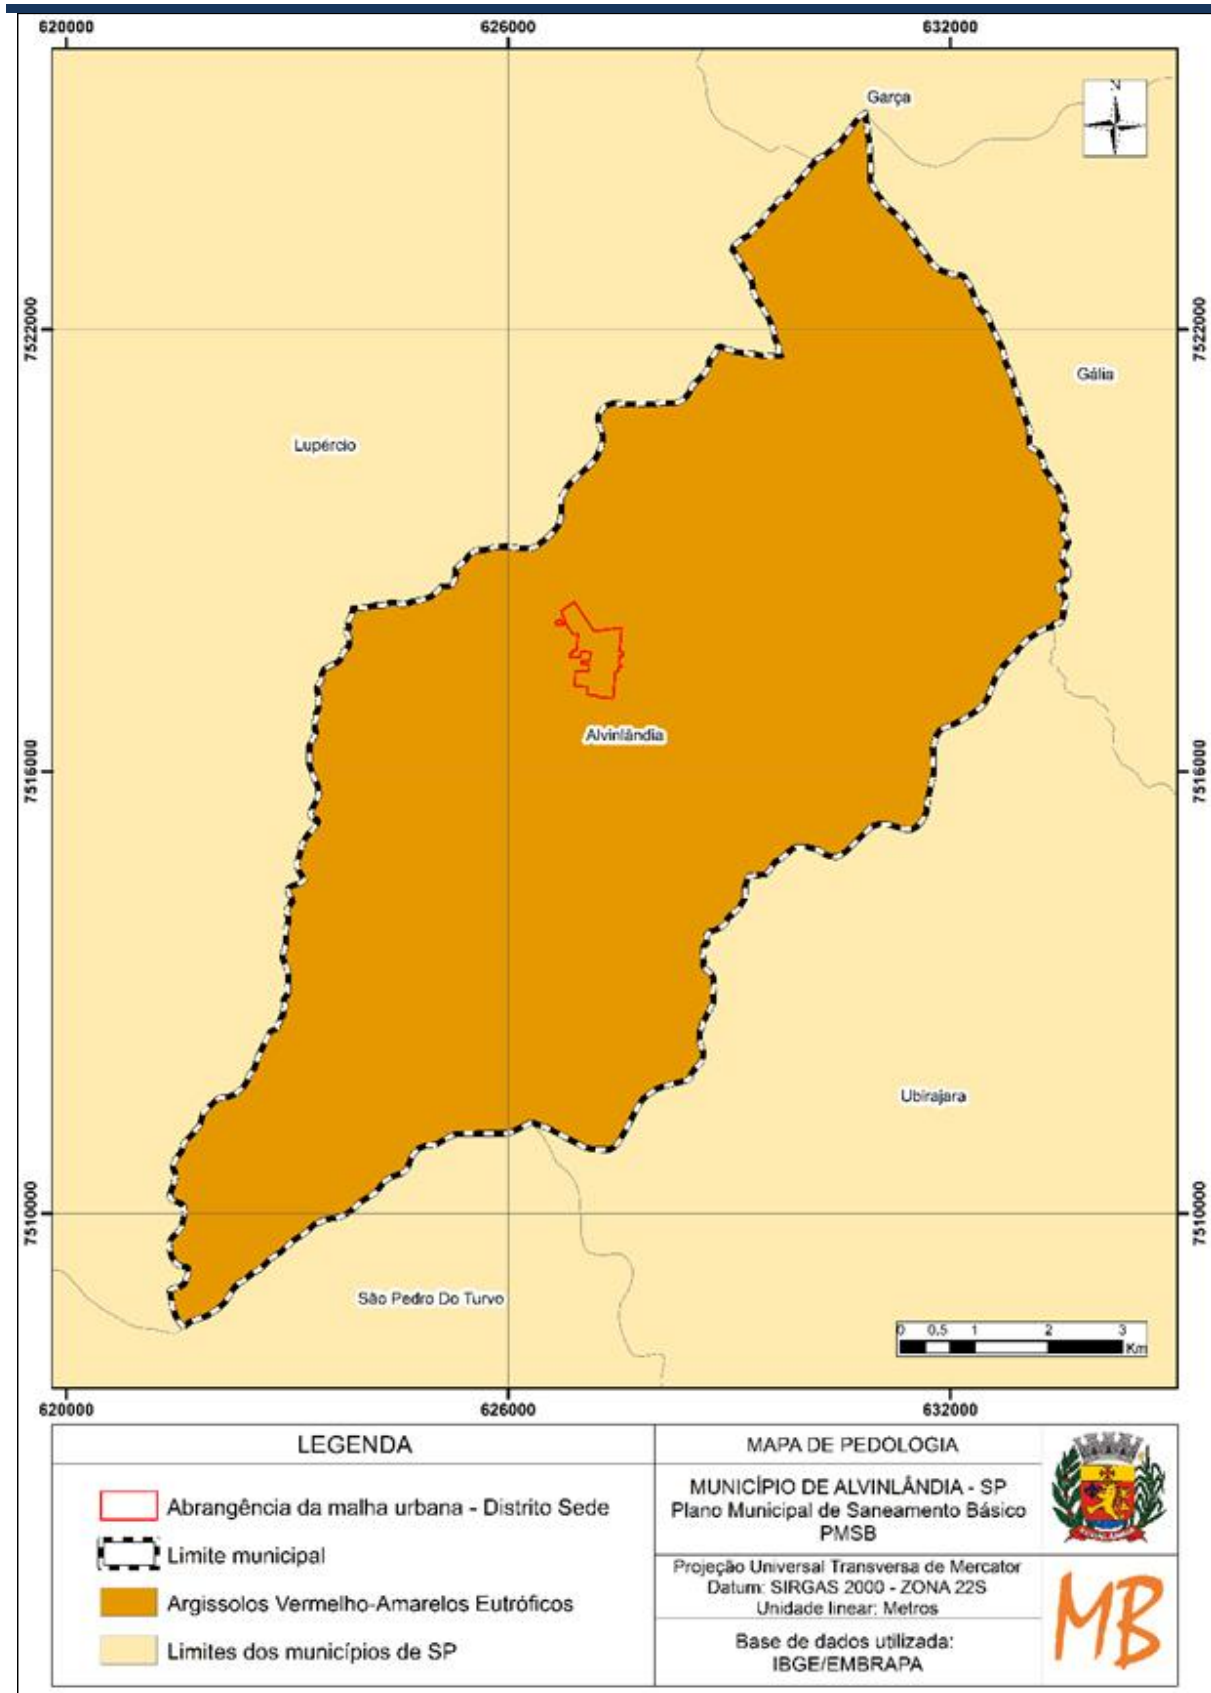 620000
626000
632000
Garça
N
7522000
7522000
Gália
Lupércio
Alvinlândia
7516000
7516000
Ubirajara
7510000
7510000
São Pedro Do Turvo
0 0.5 1 2 3
Km
620000
626000
632000
LEGENDA
Abrangência da malha urbana - Distrito Sede
Limite municipal
Argissolos Vermelho-Amarelos Eutróficos
Limites dos municípios de SP
MAPA DE PEDOLOGIA
MUNICÍPIO DE ALVINLÂNDIA - SP
Plano Municipal de Saneamento Básico
PMSB
Projeção Universal Transversa de Mercator
Datum: SIRGAS 2000 - ZONA 22S
Unidade linear: Metros
Base de dados utilizada:
IBGE/EMBRAPA
ALVINLÂNDIA
MB